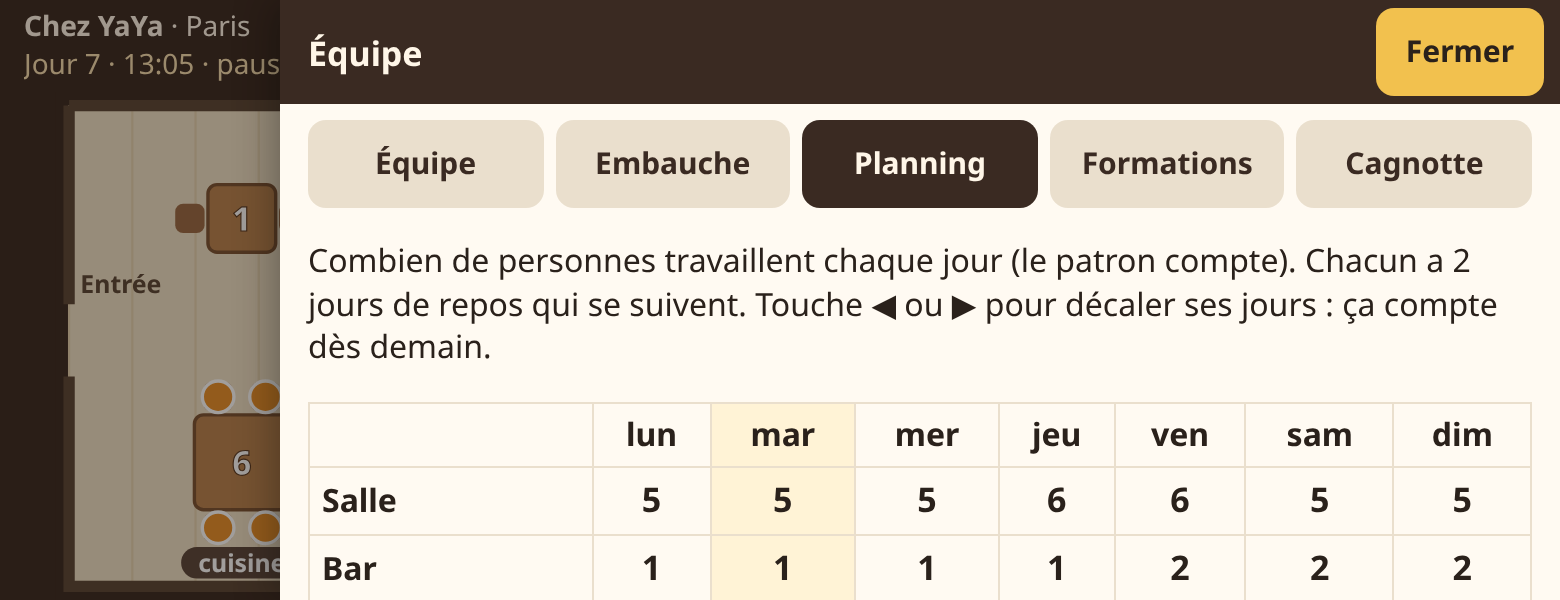 Chez YaYa · Paris
Jour 7 · 13:05 · paus
Entrée
1
6
cuisine
Équipe
Fermer
Équipe Embauche Planning Formations Cagnotte
Combien de personnes travaillent chaque jour (le patron compte). Chacun a 2
jours de repos qui se suivent. Touche ◀ ou ▶ pour décaler ses jours : ça compte
dès demain.
lun mar mer jeu ven sam dim
Salle 5 5 5 6 6 5 5
Bar 1 1 1 1 2 2 2